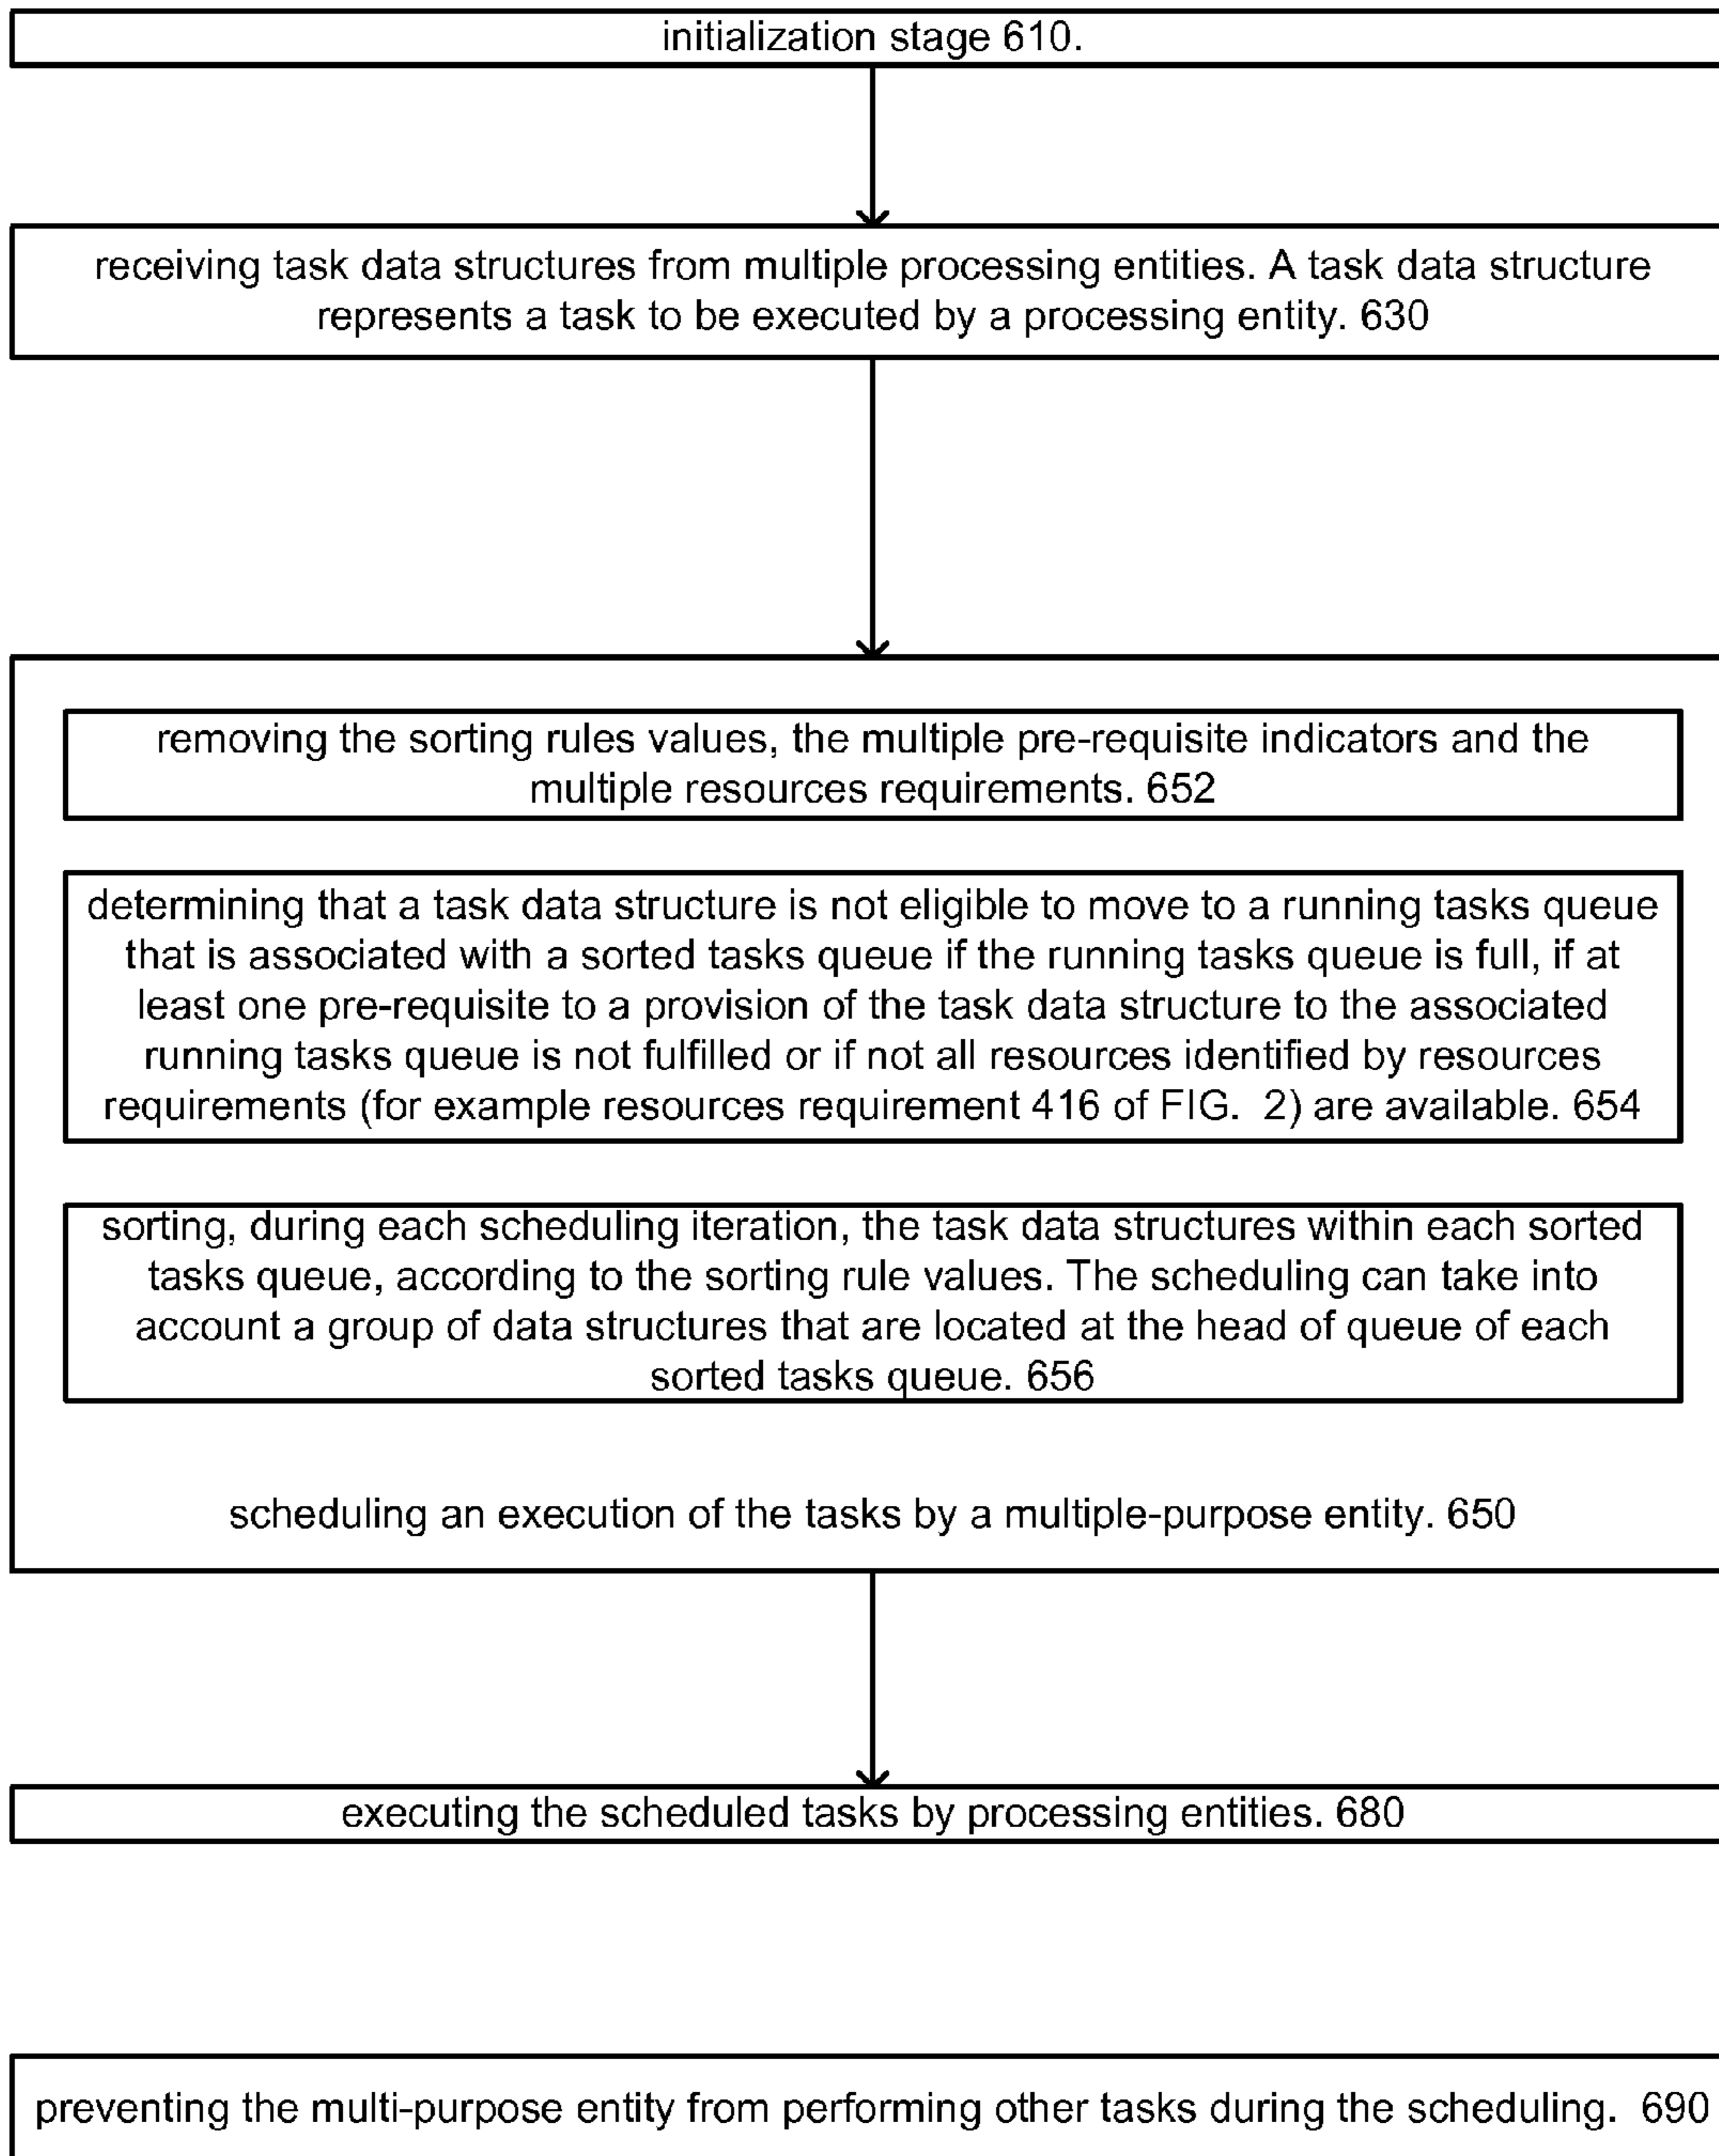 initialization stage 610.
receiving task data structures from multiple processing entities. A task data structure
represents a task to be executed by a processing entity. 630
removing the sorting rules values, the multiple pre-requisite indicators and the
multiple resources requirements. 652
determining that a task data structure is not eligible to move to a running tasks queue
that is associated with a sorted tasks queue if the running tasks queue is full, if at
least one pre-requisite to a provision of the task data structure to the associated
running tasks queue is not fulfilled or if not all resources identified by resources
requirements (for example resources requirement 416 of FIG. 2) are available. 654
sorting, during each scheduling iteration, the task data structures within each sorted
tasks queue, according to the sorting rule values. The scheduling can take into
account a group of data structures that are located at the head of queue of each
sorted tasks queue. 656
scheduling an execution of the tasks by a multiple-purpose entity. 650
executing the scheduled tasks by processing entities. 680
preventing the multi-purpose entity from performing other tasks during the scheduling. 690